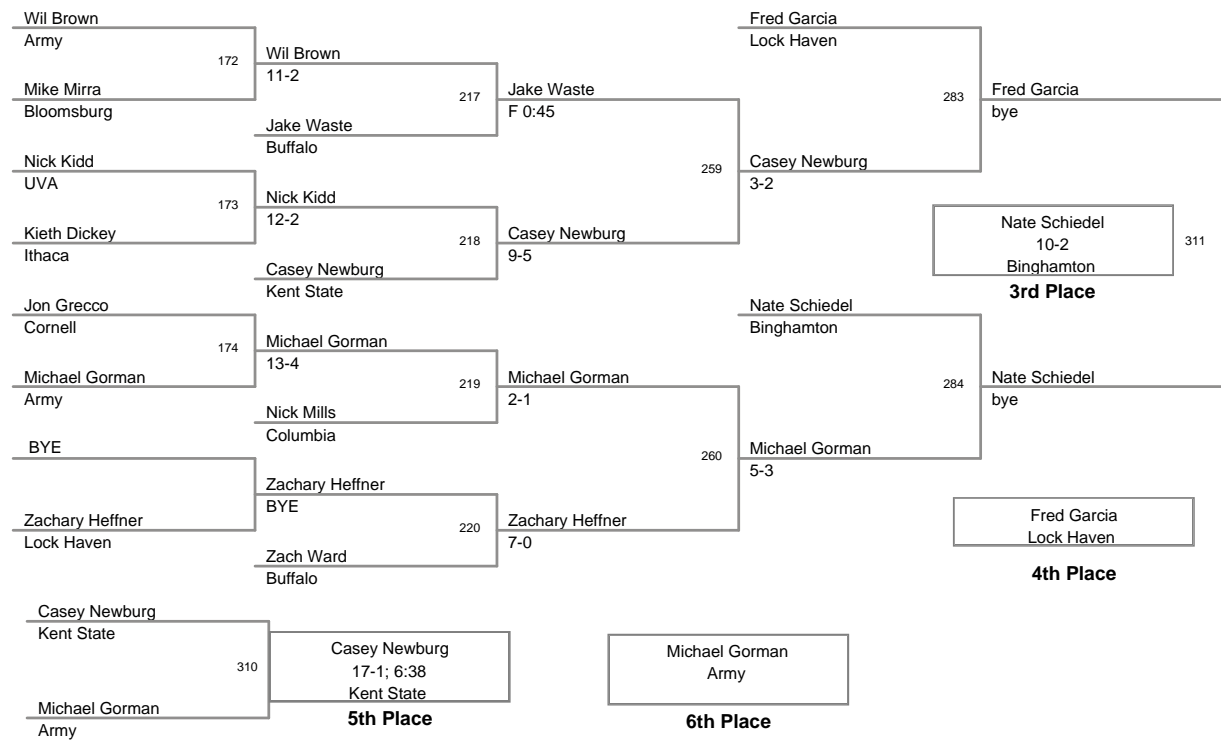 Wil Brown
Army
172
Mike Mirra
Bloomsburg
Nick Kidd
UVA
173
Kieth Dickey
Ithaca
Jon Grecco
Cornell
174
Michael Gorman
Army
BYE
Zachary Heffner
Lock Haven
Wil Brown
11-2
217
Jake Waste
Buffalo
Nick Kidd
12-2
218
Casey Newburg
Kent State
Michael Gorman
13-4
219
Nick Mills
Columbia
Zachary Heffner
BYE
220
Zach Ward
Buffalo
Jake Waste
F 0:45
259
Casey Newburg
9-5
Michael Gorman
2-1
260
Zachary Heffner
7-0
Fred Garcia
Lock Haven
283
Casey Newburg
3-2
Nate Schiedel
Binghamton
284
Michael Gorman
5-3
Fred Garcia
bye
Nate Schiedel
10-2
Binghamton
311
3rd Place
Nate Schiedel
bye
Fred Garcia
Lock Haven
4th Place
Casey Newburg
Kent State
310
Michael Gorman
Army
Casey Newburg
17-1; 6:38
Kent State
5th Place
Michael Gorman
Army
6th Place